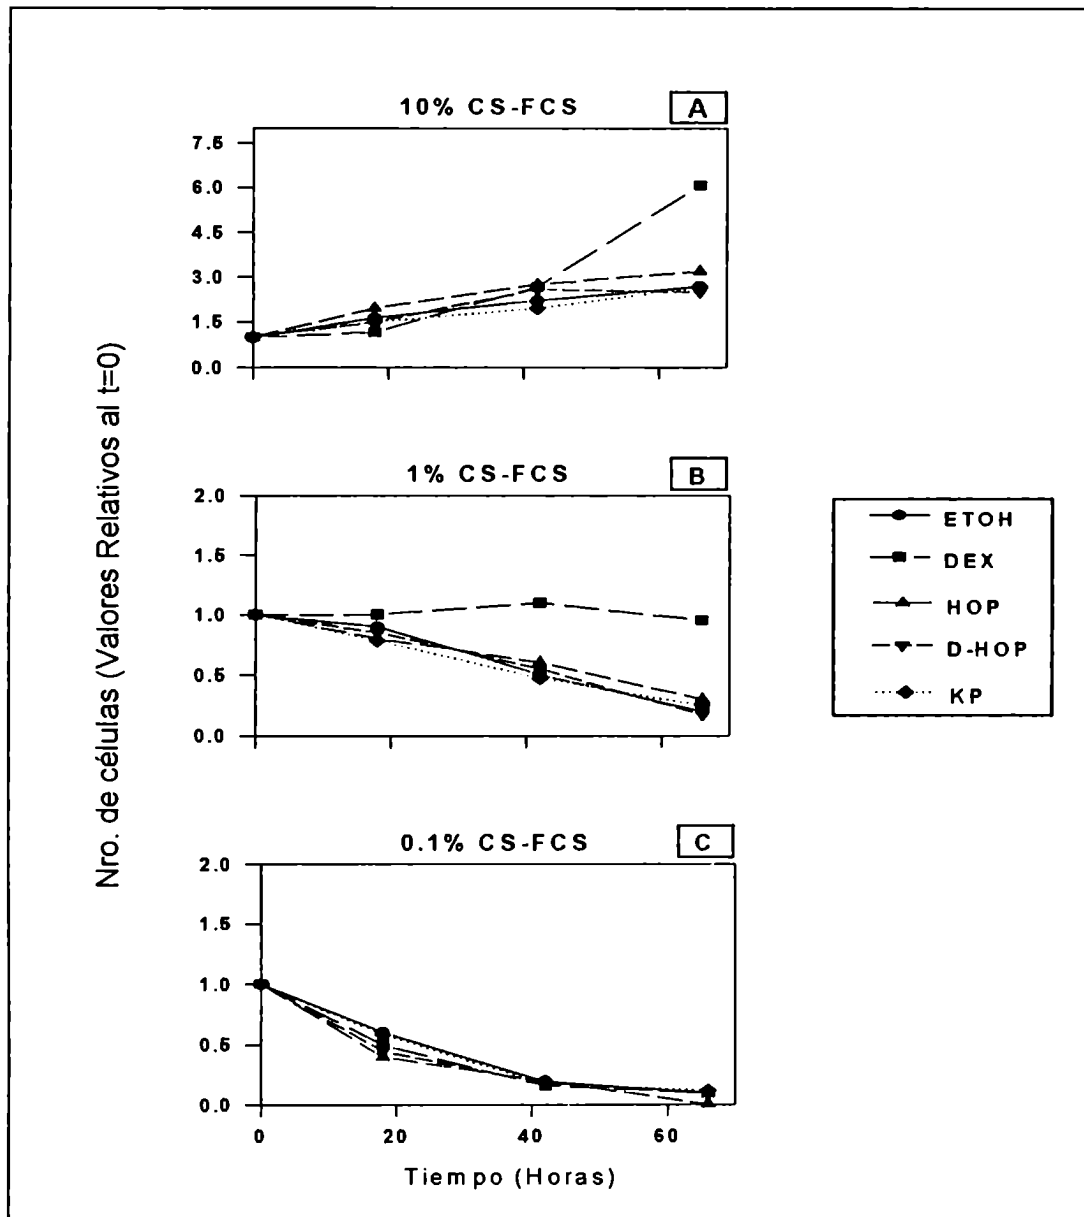 10% CS-FCS
A
7.5
6.0
4.5
3.0
1.5
0.0
Nro. de células (Valores Relativos al t=0)
1% CS-FCS
B
2.0
1.5
1.0
0.5
0.0
ETOH
DEX
HOP
D-HOP
KP
0.1% CS-FCS
C
2.0
1.5
1.0
0.5
0.0
0 20 40 60
Tiempo (Horas)